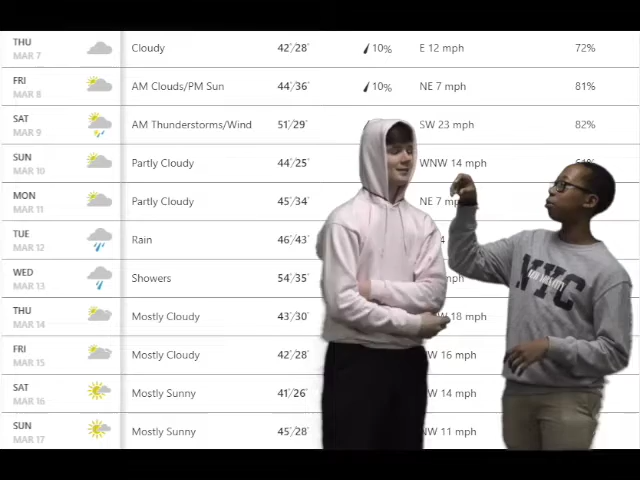 THU Cloudy 42°/28° 10% E 12 mph 72%
MAR 7
FRI AM Clouds/PM Sun 44°/36° 10% NE 7 mph 81%
MAR 8
SAT AM Thunderstorms/Wind 51°/29° SW 23 mph 82%
MAR 9
SUN Partly Cloudy 44°/25° WNW 14 mph
MAR 10
MON Partly Cloudy 45°/34° NE 7 mp
MAR 11
TUE Rain 46°/43° 4
MAR 12
WED Showers 54°/35° mph
MAR 13
THU Mostly Cloudy 43°/30° W 18 mph
MAR 14
FRI Mostly Cloudy 42°/28° W 16 mph
MAR 15
SAT Mostly Sunny 41°/26° W 14 mph
MAR 16
SUN Mostly Sunny 45°/28° NW 11 mph
MAR 17
NYC